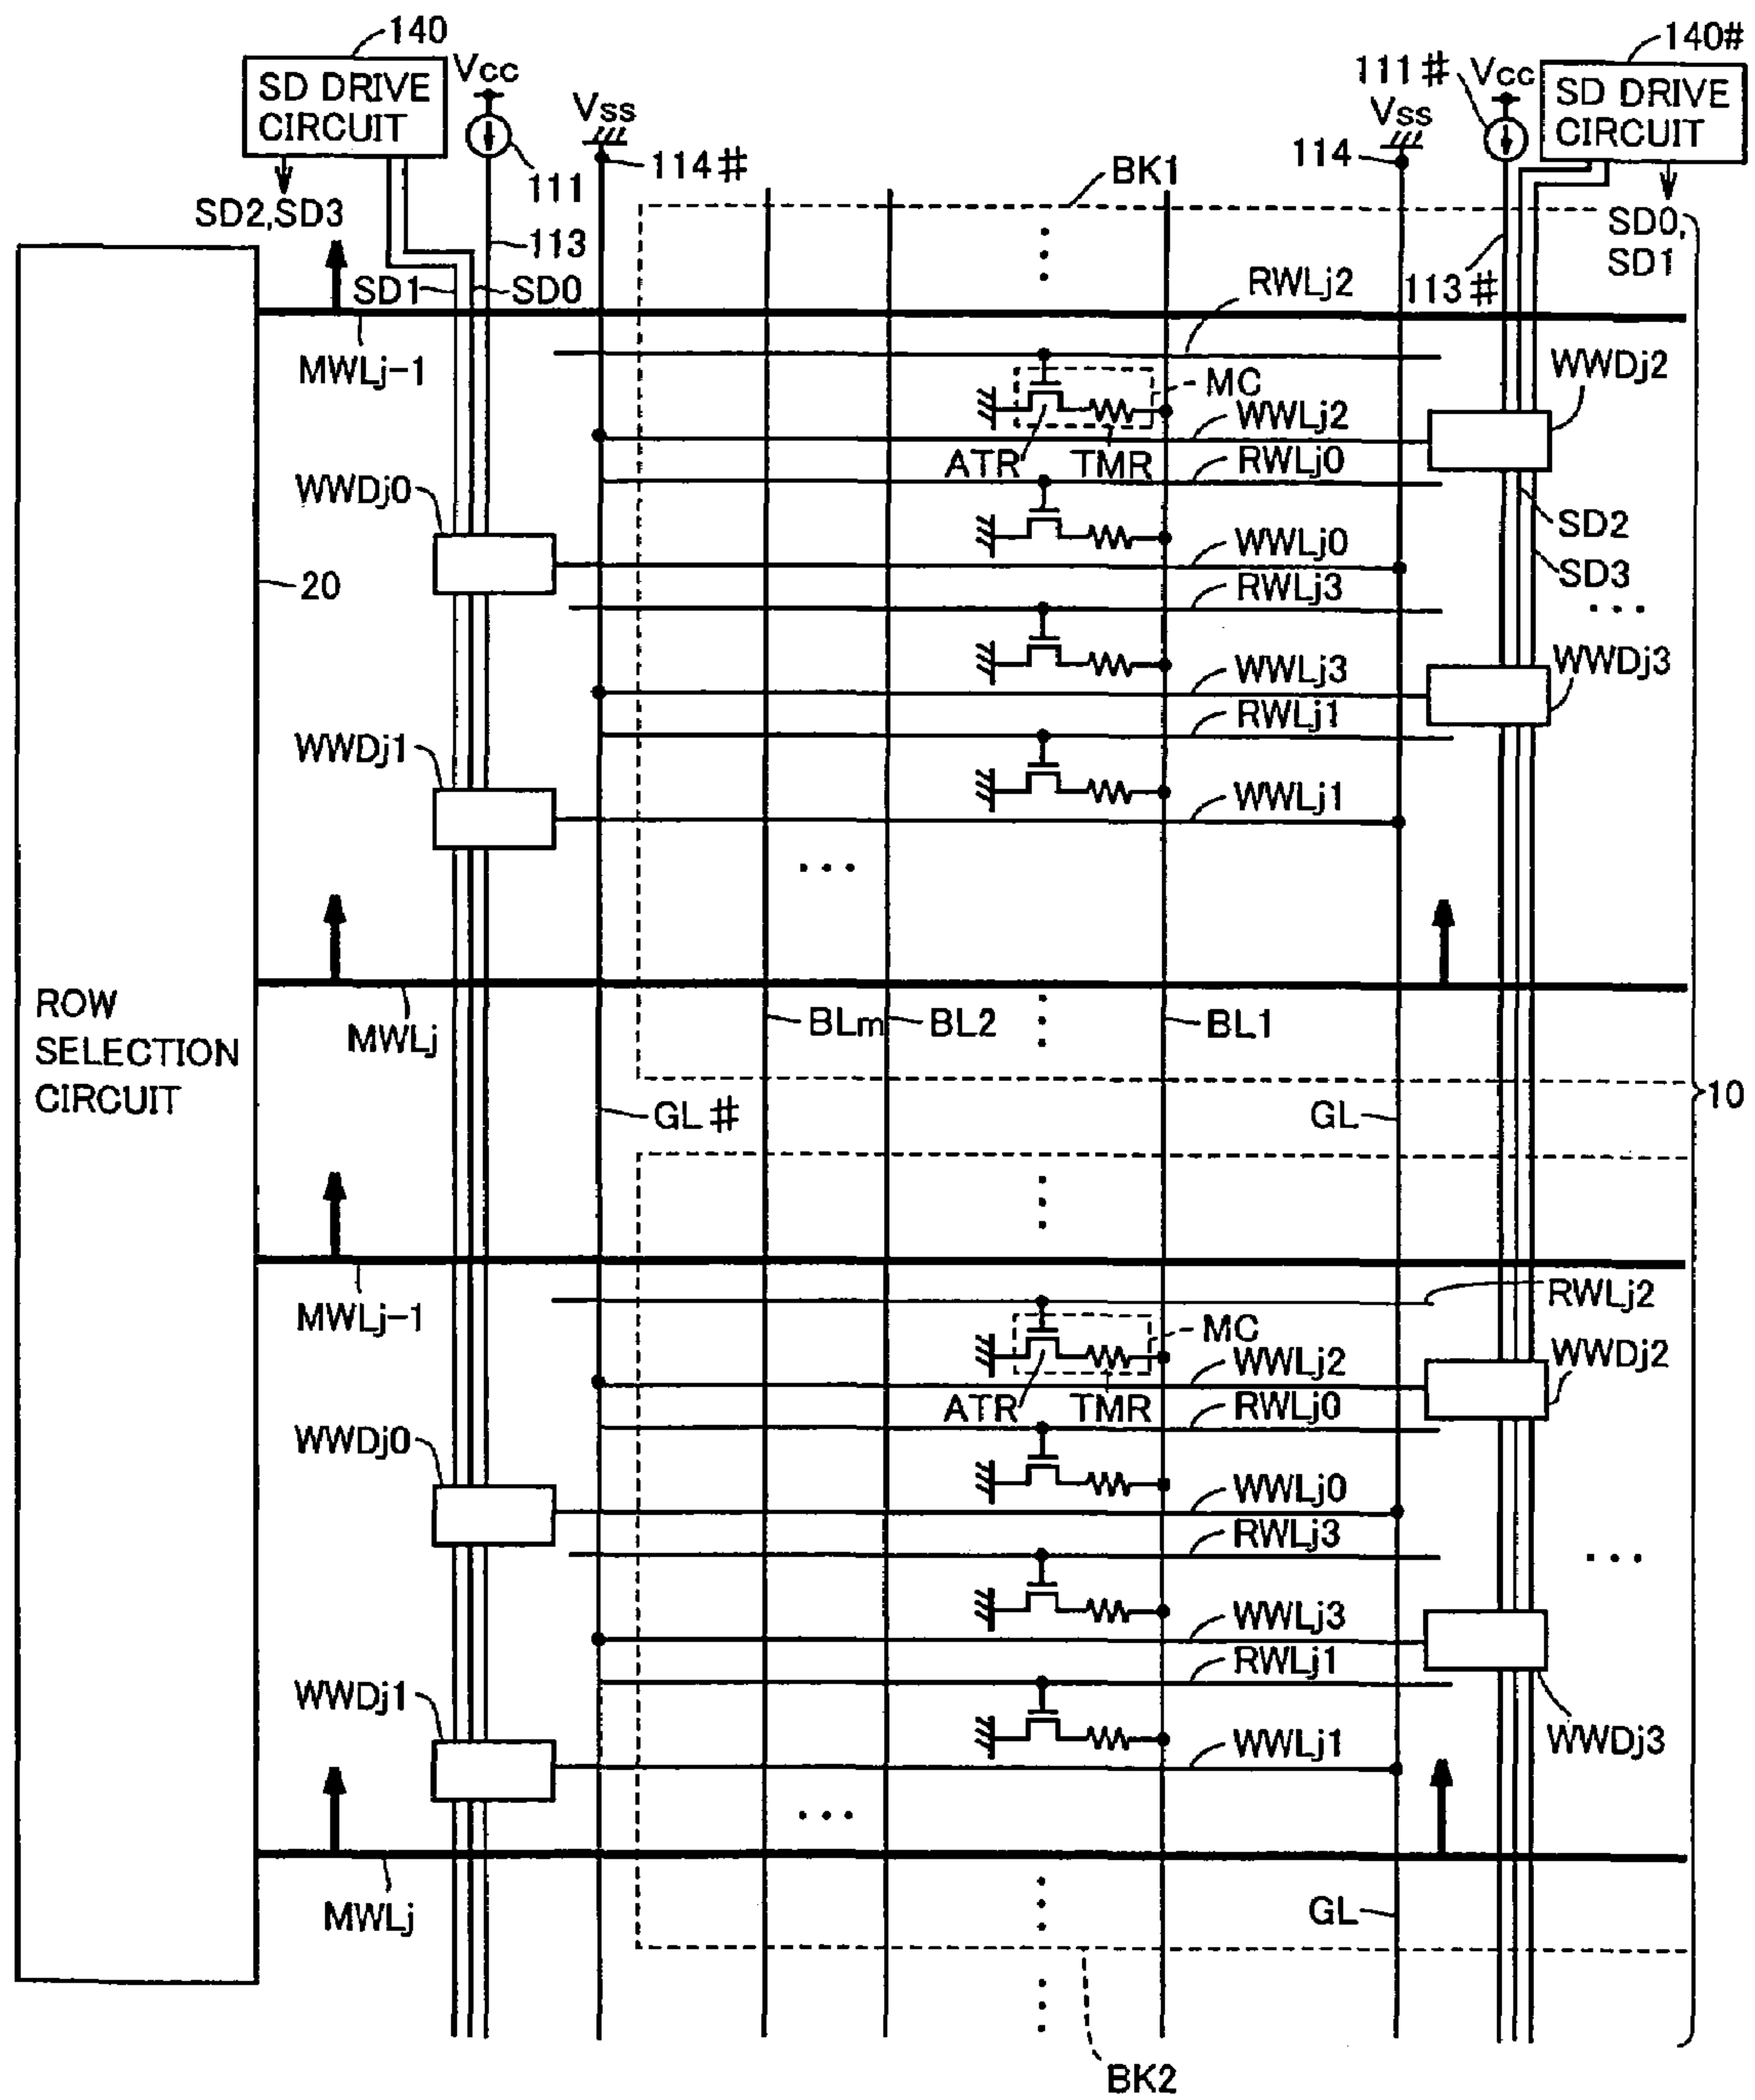 140
SD DRIVE
CIRCUIT
Vcc
Vss
111
114#
SD2,SD3
113
SD1
SD0
140#
111#
Vcc
SD DRIVE
CIRCUIT
Vss
114
BK1
SD0,
SD1
113#
RWLj2
MWLj-1
MC
WWDj2
WWLj2
ATR
TMR
RWLj0
WWDj0
SD2
WWLj0
SD3
20
RWLj3
...
WWLj3
WWDj3
RWLj1
WWDj1
WWLj1
...
ROW
SELECTION
CIRCUIT
MWLj
BLm
BL2
BL1
GL#
GL
10
RWLj2
MWLj-1
MC
WWLj2
WWDj2
ATR
TMR
RWLj0
WWDj0
WWLj0
RWLj3
...
WWLj3
RWLj1
WWDj1
WWDj3
WWLj1
...
MWLj
GL
BK2